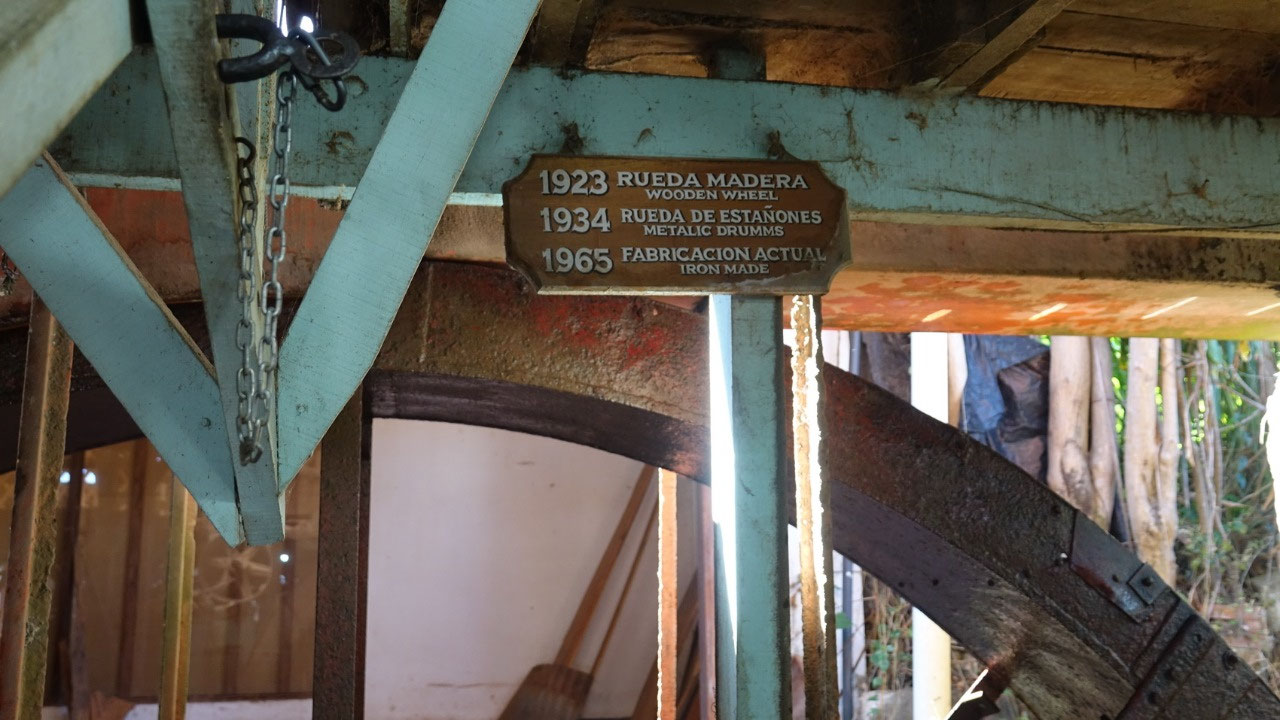 1923 RUEDA MADERA
WOODEN WHEEL
1934 RUEDA DE ESTAÑONES
METALIC DRUMMS
1965 FABRICACION ACTUAL
IRON MADE